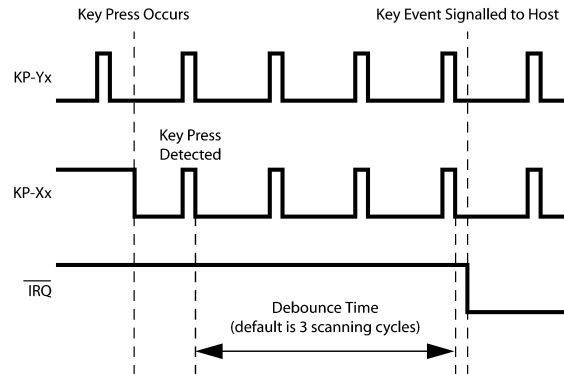 Key Press Occurs
Key Event Signalled to Host
KP-Yx
Key Press
Detected
KP-Xx
IRQ
Debounce Time
(default is 3 scanning cycles)